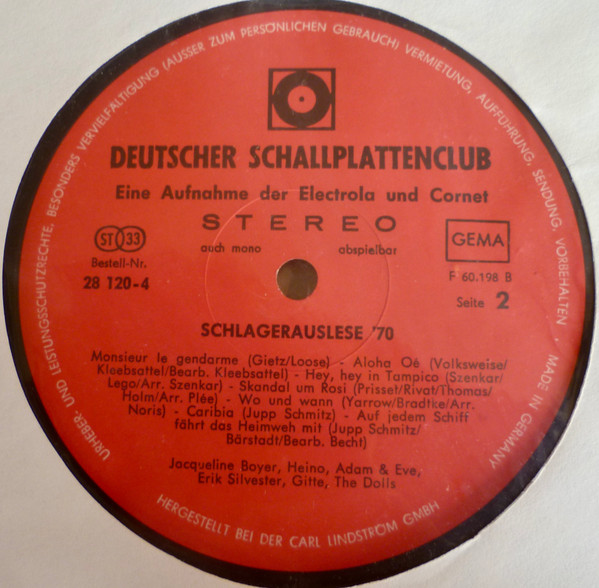 URHEBER- UND LEISTUNGSSCHUTZRECHTE, BESONDERS VERVIELFÄLTIGUNG (AUSSER ZUM PERSÖNLICHEN GEBRAUCH) VERMIETUNG, AUFFÜHRUNG, SENDUNG, VORBEHALTEN · MADE IN GERMANY
DEUTSCHER SCHALLPLATTENCLUB
Eine Aufnahme der Electrola und Cornet
STEREO
auch mono abspielbar
ST 33
GEMA
Bestell-Nr.
28 120-4
F 60.198 B
Seite 2
SCHLAGERAUSLESE '70
Monsieur le gendarme (Gietz/Loose) - Aloha Oé (Volksweise/
Kleebsattel/Bearb. Kleebsattel) - Hey, hey in Tampico (Szenkar/
Lego/Arr. Szenkar) - Skandal um Rosi (Prisset/Rivat/Thomas/
Holm/Arr. Plée) - Wo und wann (Yarrow/Bradtke/Arr.
Noris) - Caribia (Jupp Schmitz) - Auf jedem Schiff
fährt das Heimweh mit (Jupp Schmitz/
Bärstadt/Bearb. Becht)
Jacqueline Boyer, Heino, Adam & Eve,
Erik Silvester, Gitte, The Dolls
HERGESTELLT BEI DER CARL LINDSTRÖM GMBH